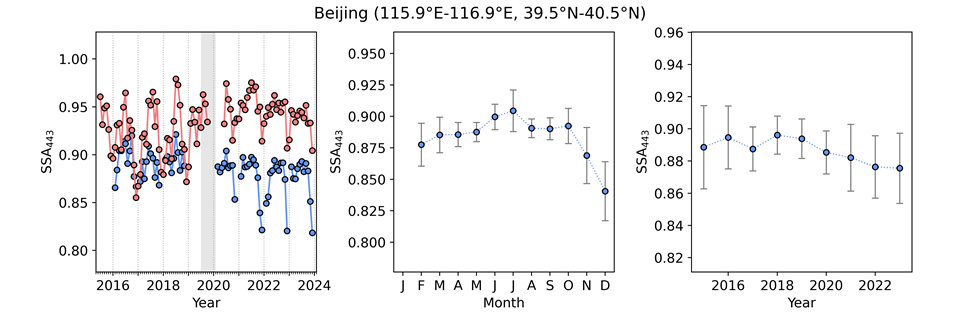 Beijing (115.9°E-116.9°E, 39.5°N-40.5°N)
SSA443
1.00
0.95
0.90
0.85
0.80
2016 2018 2020 2022 2024
Year
SSA443
0.950
0.925
0.900
0.875
0.850
0.825
0.800
J F M A M J J A S O N D
Month
SSA443
0.96
0.94
0.92
0.90
0.88
0.86
0.84
0.82
2016 2018 2020 2022
Year